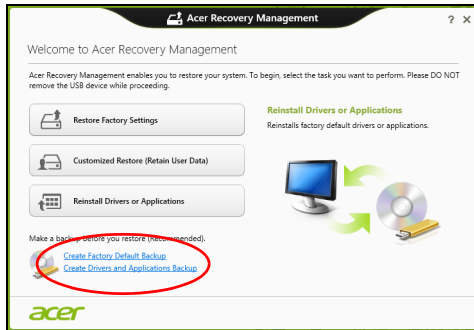 Acer Recovery Management
? ×
Welcome to Acer Recovery Management
Acer Recovery Management enables you to restore your system. To begin, select the task you want to perform. Please DO NOT
remove the USB device while proceeding.
Restore Factory Settings
Customized Restore (Retain User Data)
Reinstall Drivers or Applications
Reinstall Drivers or Applications
Reinstalls factory default drivers or applications.
Make a backup before you restore (Recommended).
Create Factory Default Backup
Create Drivers and Applications Backup
acer